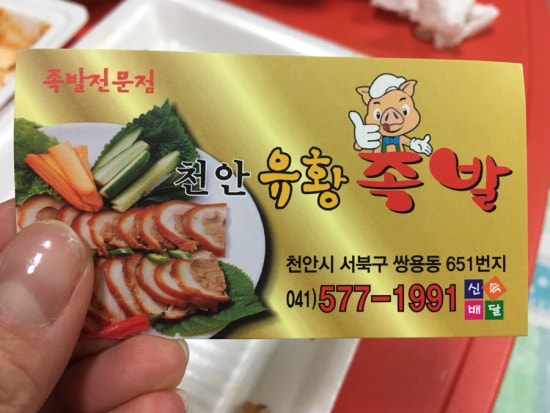 족발전문점
천안 유황 족발
천안시 서북구 쌍용동 651번지
041)577-1991
신속
배달